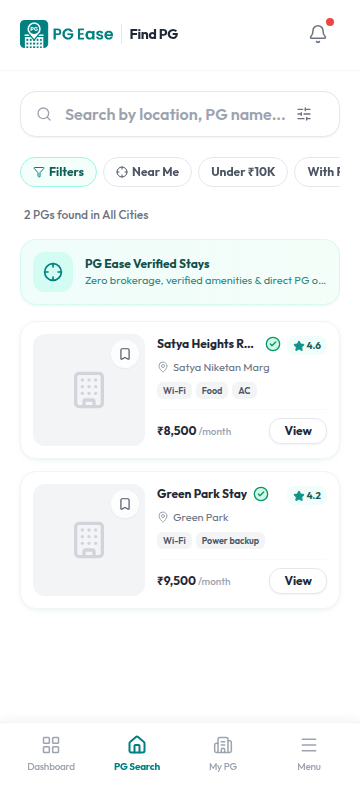 PG
PG Ease
Find PG
Search by location, PG name...
Filters
Near Me
Under ₹10K
With F
2 PGs found in All Cities
PG Ease Verified Stays
Zero brokerage, verified amenities & direct PG o...
Satya Heights R...
4.6
Satya Niketan Marg
Wi-Fi
Food
AC
₹8,500 /month
View
Green Park Stay
4.2
Green Park
Wi-Fi
Power backup
₹9,500 /month
View
Dashboard
PG Search
My PG
Menu